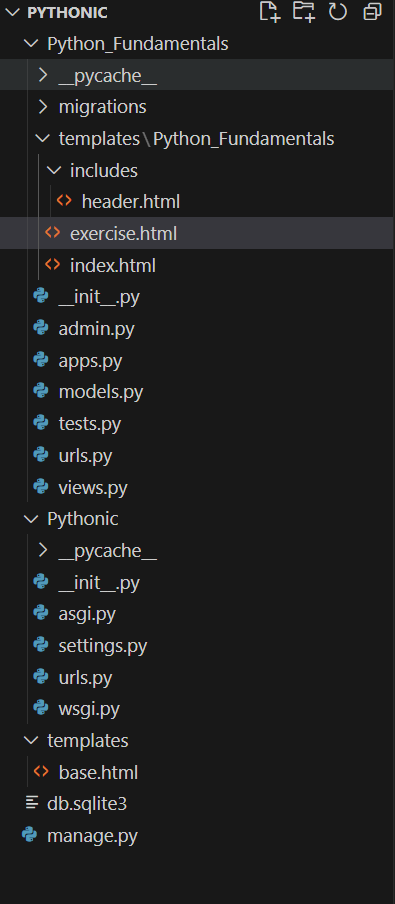 PYTHONIC
Python_Fundamentals
__pycache__
migrations
templates\Python_Fundamentals
includes
header.html
exercise.html
index.html
__init__.py
admin.py
apps.py
models.py
tests.py
urls.py
views.py
Pythonic
__pycache__
__init__.py
asgi.py
settings.py
urls.py
wsgi.py
templates
base.html
db.sqlite3
manage.py